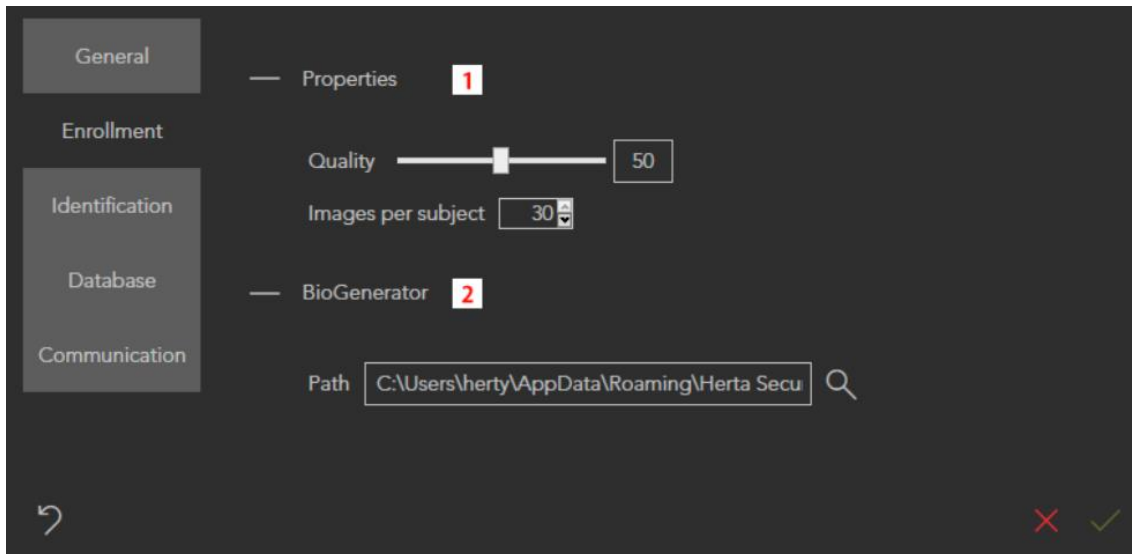 General
Enrollment
Identification
Database
Communication
Properties 1
Quality 50
Images per subject 30
BioGenerator 2
Path C:\Users\herty\AppData\Roaming\Herta Secu